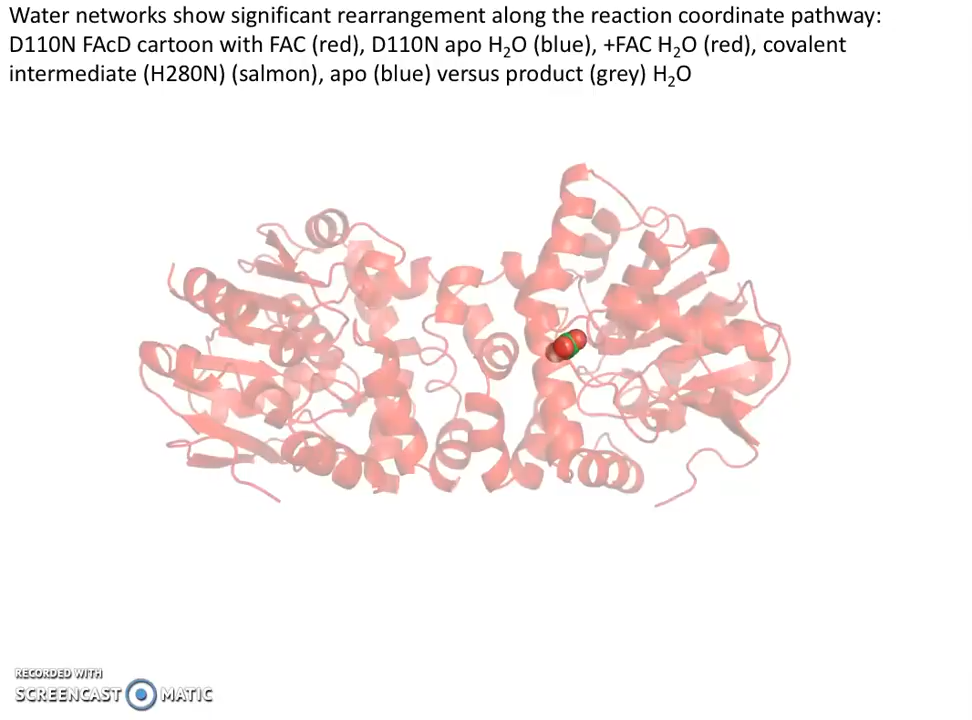 Water networks show significant rearrangement along the reaction coordinate pathway:
D110N FAcD cartoon with FAC (red), D110N apo H₂O (blue), +FAC H₂O (red), covalent
intermediate (H280N) (salmon), apo (blue) versus product (grey) H₂O
RECORDED WITH
SCREENCAST MATIC